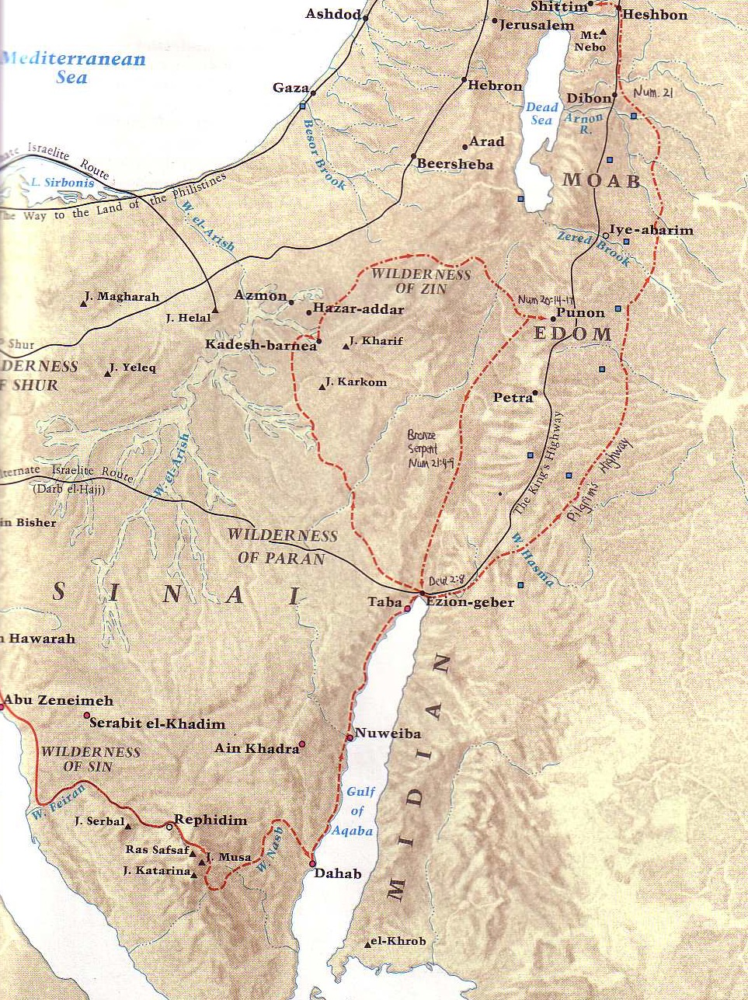 Shittim
Heshbon
Ashdod
Jerusalem
Mt.
Nebo
Mediterranean
Sea
Gaza
Hebron
Dibon
Num. 21
Dead
Sea
Arnon
R.
Besor Brook
Arad
Beersheba
Israelite Route
L. Sirbonis
MOAB
The Way to the Land of the Philistines
W. el-Arish
Iye-abarim
Zered Brook
WILDERNESS
OF ZIN
J. Magharah
Azmon
Hazar-addar
Num 20:14-17
Punon
J. Helal
EDOM
Shur
Kadesh-barnea
J. Kharif
DERNESS
F SHUR
J. Yeleq
J. Karkom
Petra
The King's Highway
Bronze
Serpent
Num 21:4-9
Pilgrims Highway
W. el-Arish
lternate Israelite Route
(Darb el-Hajj)
in Bisher
WILDERNESS
OF PARAN
W. Hasma
Deut 2:8
SINAI
Taba
Ezion-geber
Hawarah
MIDIAN
Abu Zeneimeh
Serabit el-Khadim
Nuweiba
Ain Khadra
WILDERNESS
OF SIN
Gulf
of
Aqaba
W. Feiran
J. Serbal
Rephidim
W. Nasb
Ras Safsaf
J. Musa
J. Katarina
Dahab
el-Khrob